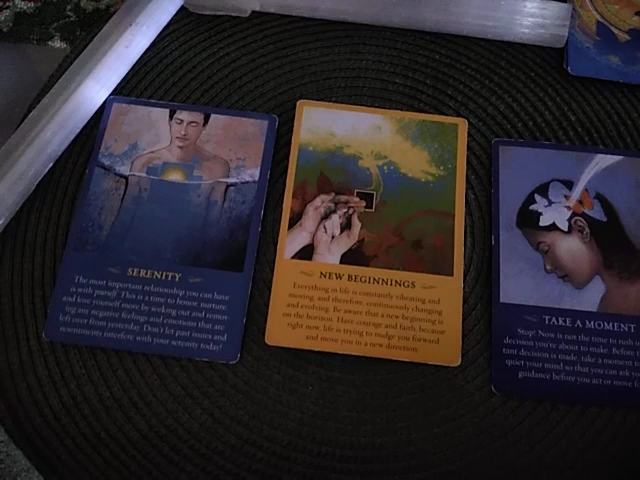 SERENITY
The most important relationship you can have
is with yourself. This is a time to honor nurture
and love yourself more by seeking out and remov-
ing any negative feelings and emotions that are
left over from yesterday. Don't let past issues and
resentments interfere with your serenity today!
NEW BEGINNINGS
Everything in life is constantly vibrating and
moving, and therefore, continuously changing
and evolving. Be aware that a new beginning is
on the horizon. Have courage and faith, because
right now, life is trying to nudge you forward
and move you in a new direction.
TAKE A MOMENT
Stop! Now is not the time to rush
decision you're about to make. Before
tant decision is made, take a moment
quiet your mind so that you can ask
guidance before you act or move